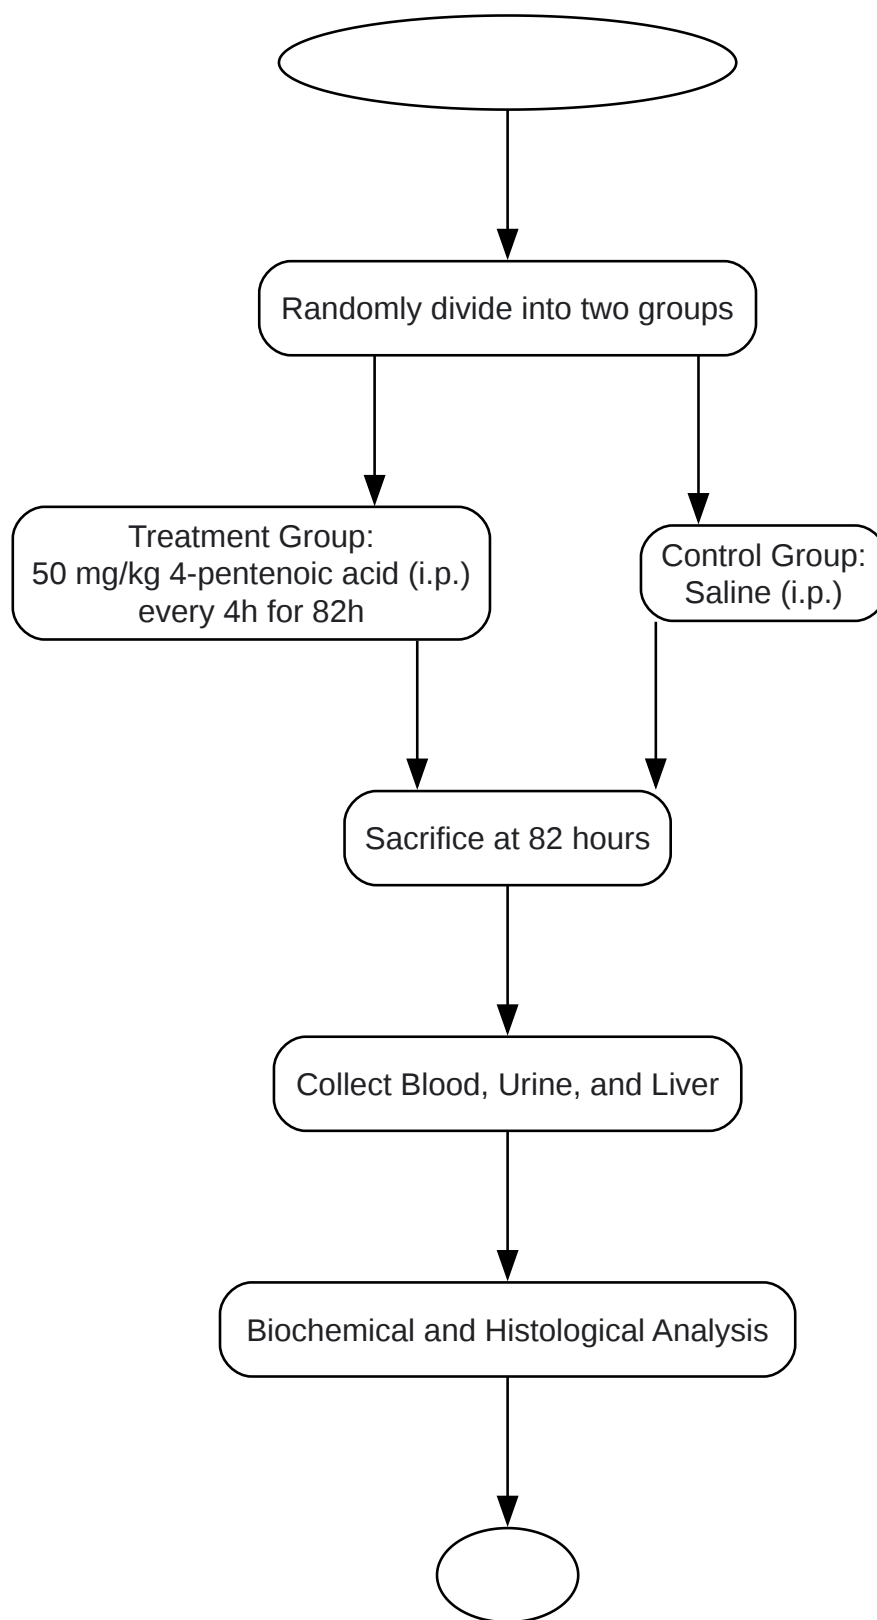 Randomly divide into two groups
Treatment Group:
50 mg/kg 4-pentenoic acid (i.p.)
every 4h for 82h
Control Group:
Saline (i.p.)
Sacrifice at 82 hours
Collect Blood, Urine, and Liver
Biochemical and Histological Analysis